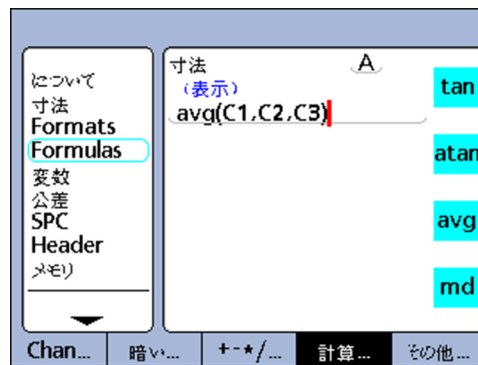 について
寸法
Formats
Formulas
変数
公差
SPC
Header
メモリ
寸法
A
(表示)
avg(C1,C2,C3)
tan
atan
avg
md
Chan...
暗い...
+-*/...
計算...
その他...